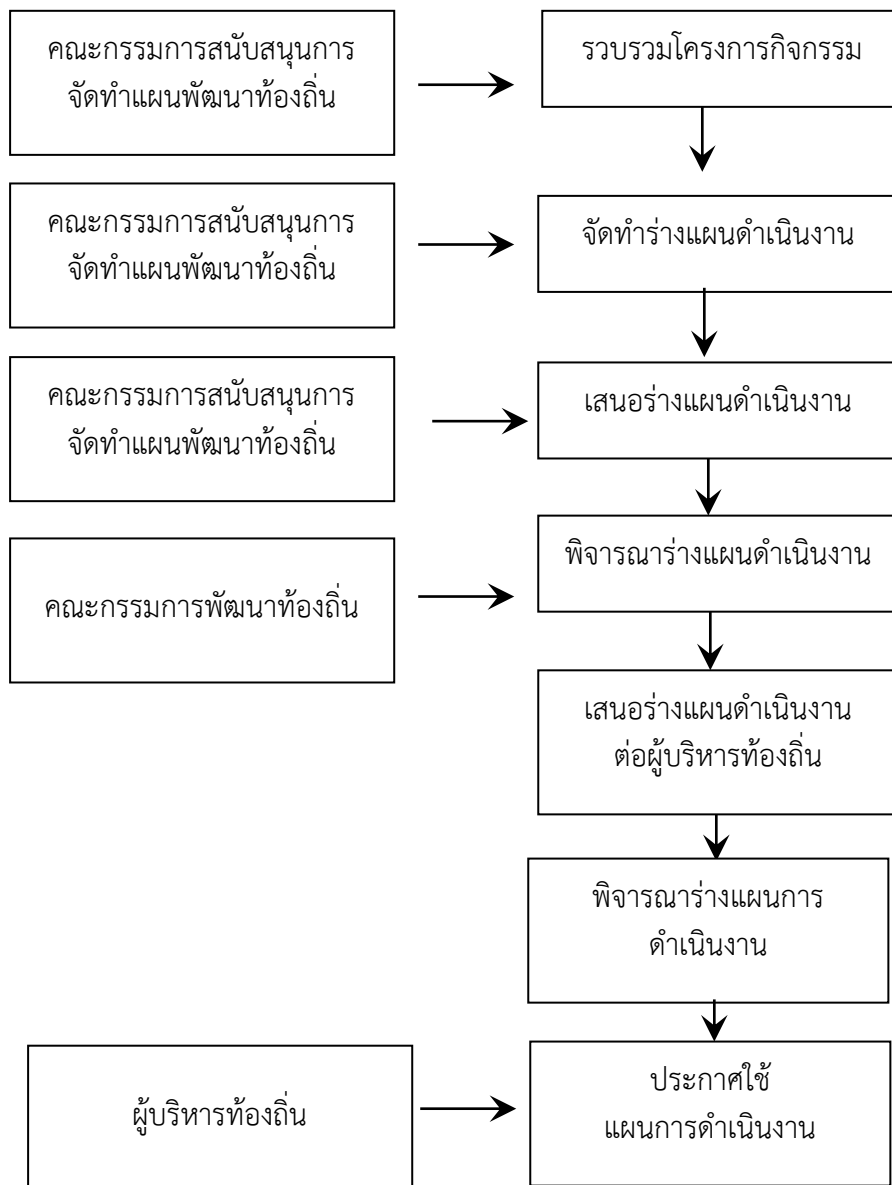 คณะกรรมการสนับสนุนการ
จัดทำแผนพัฒนาท้องถิ่น
รวบรวมโครงการกิจกรรม
คณะกรรมการสนับสนุนการ
จัดทำแผนพัฒนาท้องถิ่น
จัดทำร่างแผนดำเนินงาน
คณะกรรมการสนับสนุนการ
จัดทำแผนพัฒนาท้องถิ่น
เสนอร่างแผนดำเนินงาน
คณะกรรมการพัฒนาท้องถิ่น
พิจารณาร่างแผนดำเนินงาน
เสนอร่างแผนดำเนินงาน
ต่อผู้บริหารท้องถิ่น
พิจารณาร่างแผนการ
ดำเนินงาน
ผู้บริหารท้องถิ่น
ประกาศใช้
แผนการดำเนินงาน